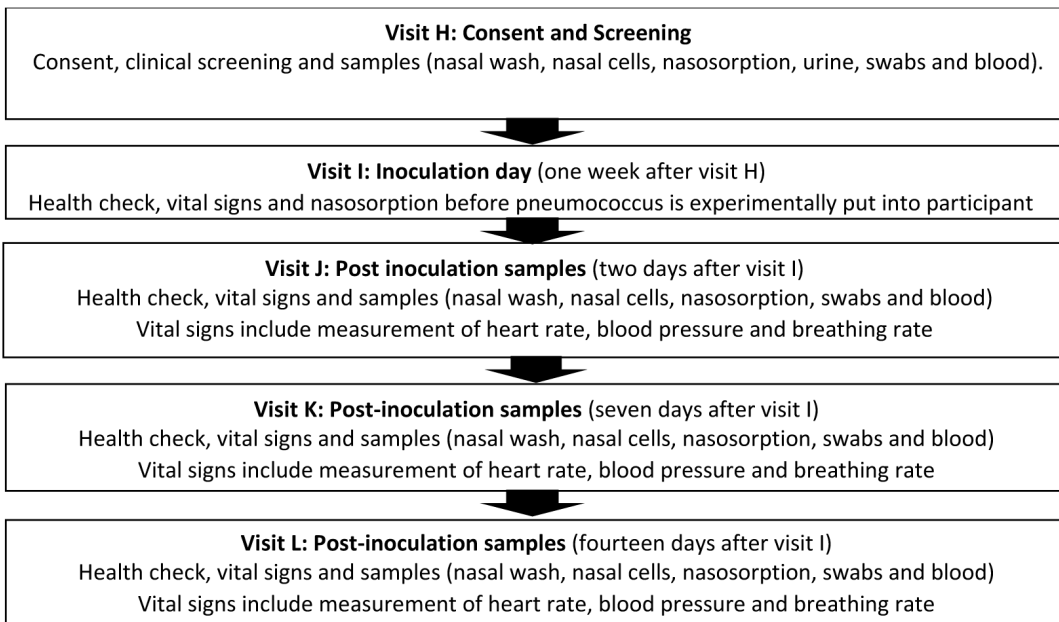 Visit H: Consent and Screening
Consent, clinical screening and samples (nasal wash, nasal cells, nasosorption, urine, swabs and blood).
Visit I: Inoculation day (one week after visit H)
Health check, vital signs and nasosorption before pneumococcus is experimentally put into participant
Visit J: Post inoculation samples (two days after visit I)
Health check, vital signs and samples (nasal wash, nasal cells, nasosorption, swabs and blood)
Vital signs include measurement of heart rate, blood pressure and breathing rate
Visit K: Post-inoculation samples (seven days after visit I)
Health check, vital signs and samples (nasal wash, nasal cells, nasosorption, swabs and blood)
Vital signs include measurement of heart rate, blood pressure and breathing rate
Visit L: Post-inoculation samples (fourteen days after visit I)
Health check, vital signs and samples (nasal wash, nasal cells, nasosorption, swabs and blood)
Vital signs include measurement of heart rate, blood pressure and breathing rate